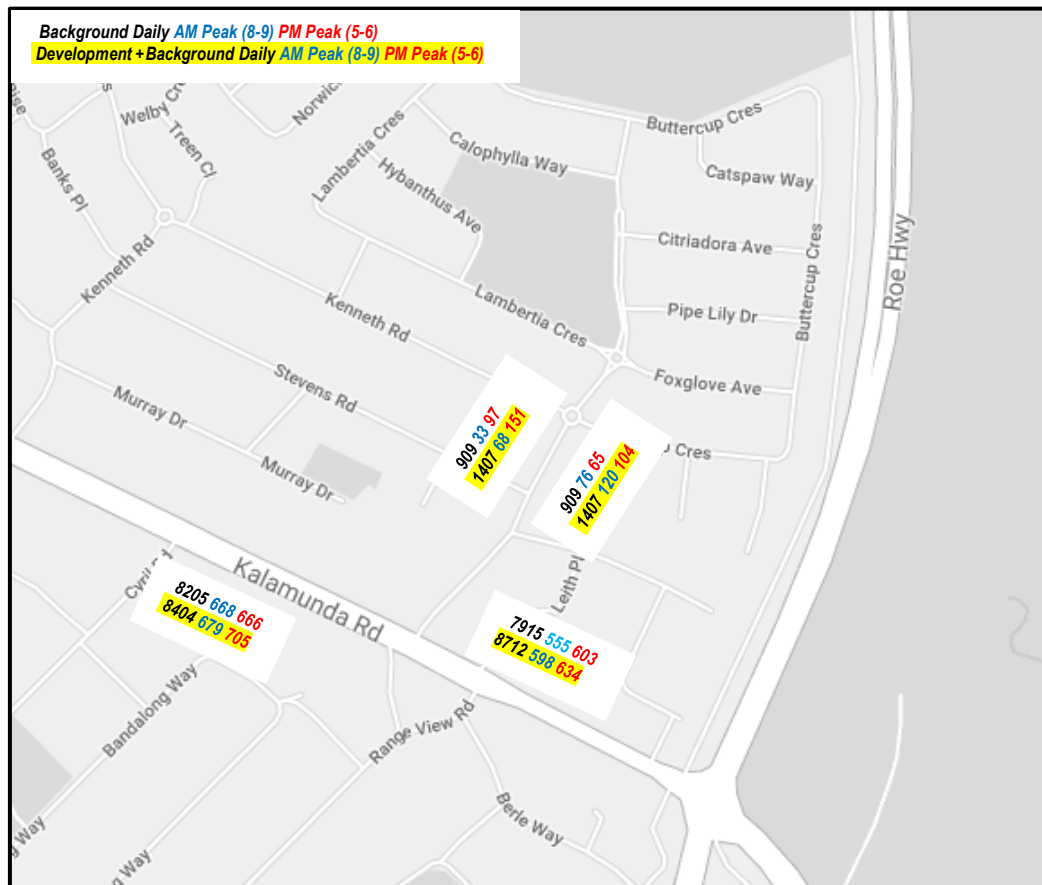 Background Daily AM Peak (8-9) PM Peak (5-6)
Development +Background Daily AM Peak (8-9) PM Peak (5-6)
Rise
Welby Cre
Norwic
Treen Cl
Banks Pl
Lambertia Cres
Calophylla Way
Hybanthus Ave
Buttercup Cres
Catspaw Way
Citriadora Ave
Buttercup Cres
Roe Hwy
Kenneth Rd
Kenneth Rd
Lambertia Cres
Pipe Lily Dr
Foxglove Ave
Stevens Rd
Murray Dr
Murray Dr
909 33 97
1407 68 151
909 76 65
1407 120 104
Cres
Kalamunda Rd
Cyril Rd
8205 668 666
8404 679 705
Leith Pl
7915 555 603
8712 598 634
Bandalong Way
Range View Rd
Berle Way
Way
Way